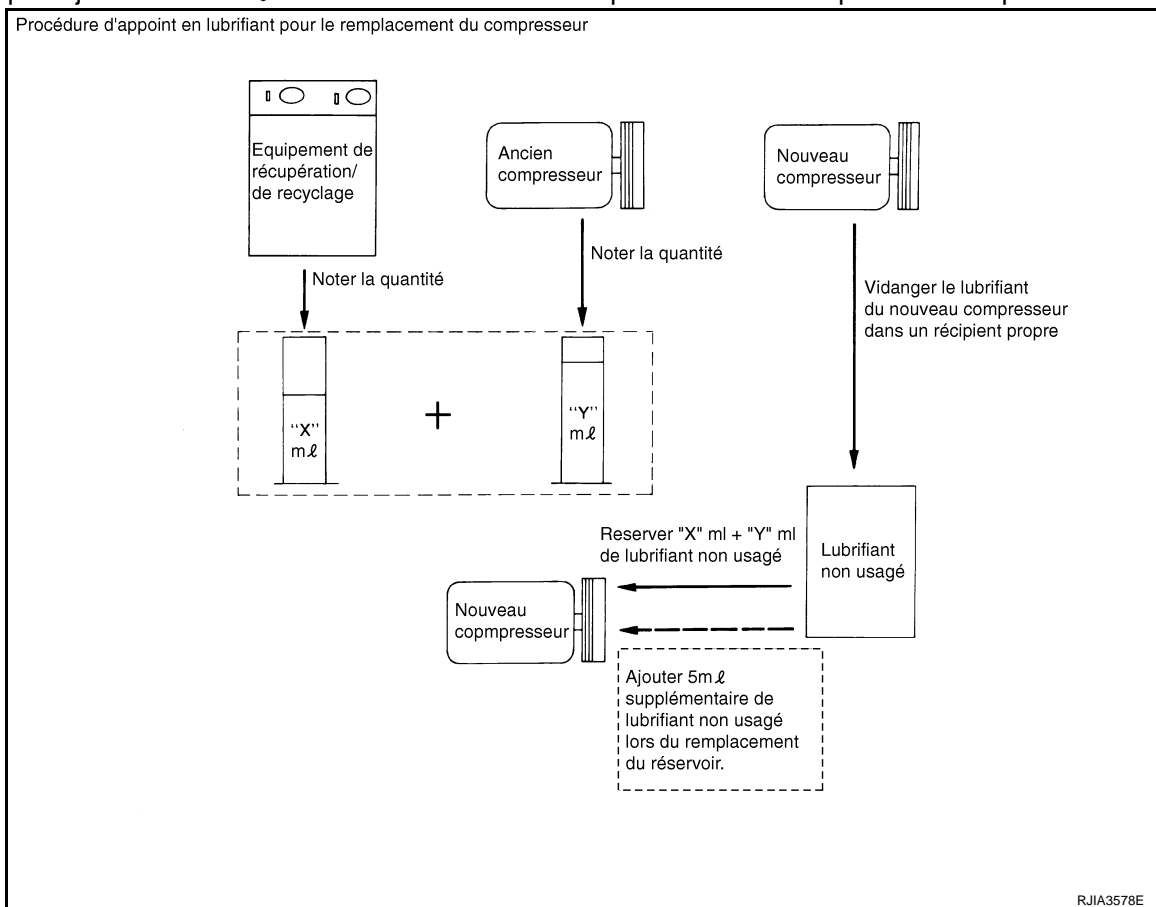 Procédure d'appoint en lubrifiant pour le remplacement du compresseur
Equipement de
récupération/
de recyclage
Ancien
compresseur
Nouveau
compresseur
Noter la quantité
Noter la quantité
Vidanger le lubrifiant
du nouveau compresseur
dans un récipient propre
“X”
mℓ
+
“Y”
mℓ
Reserver "X" ml + "Y" ml
de lubrifiant non usagé
Lubrifiant
non usagé
Nouveau
copmpresseur
Ajouter 5mℓ
supplémentaire de
lubrifiant non usagé
lors du remplacement
du réservoir.
RJIA3578E